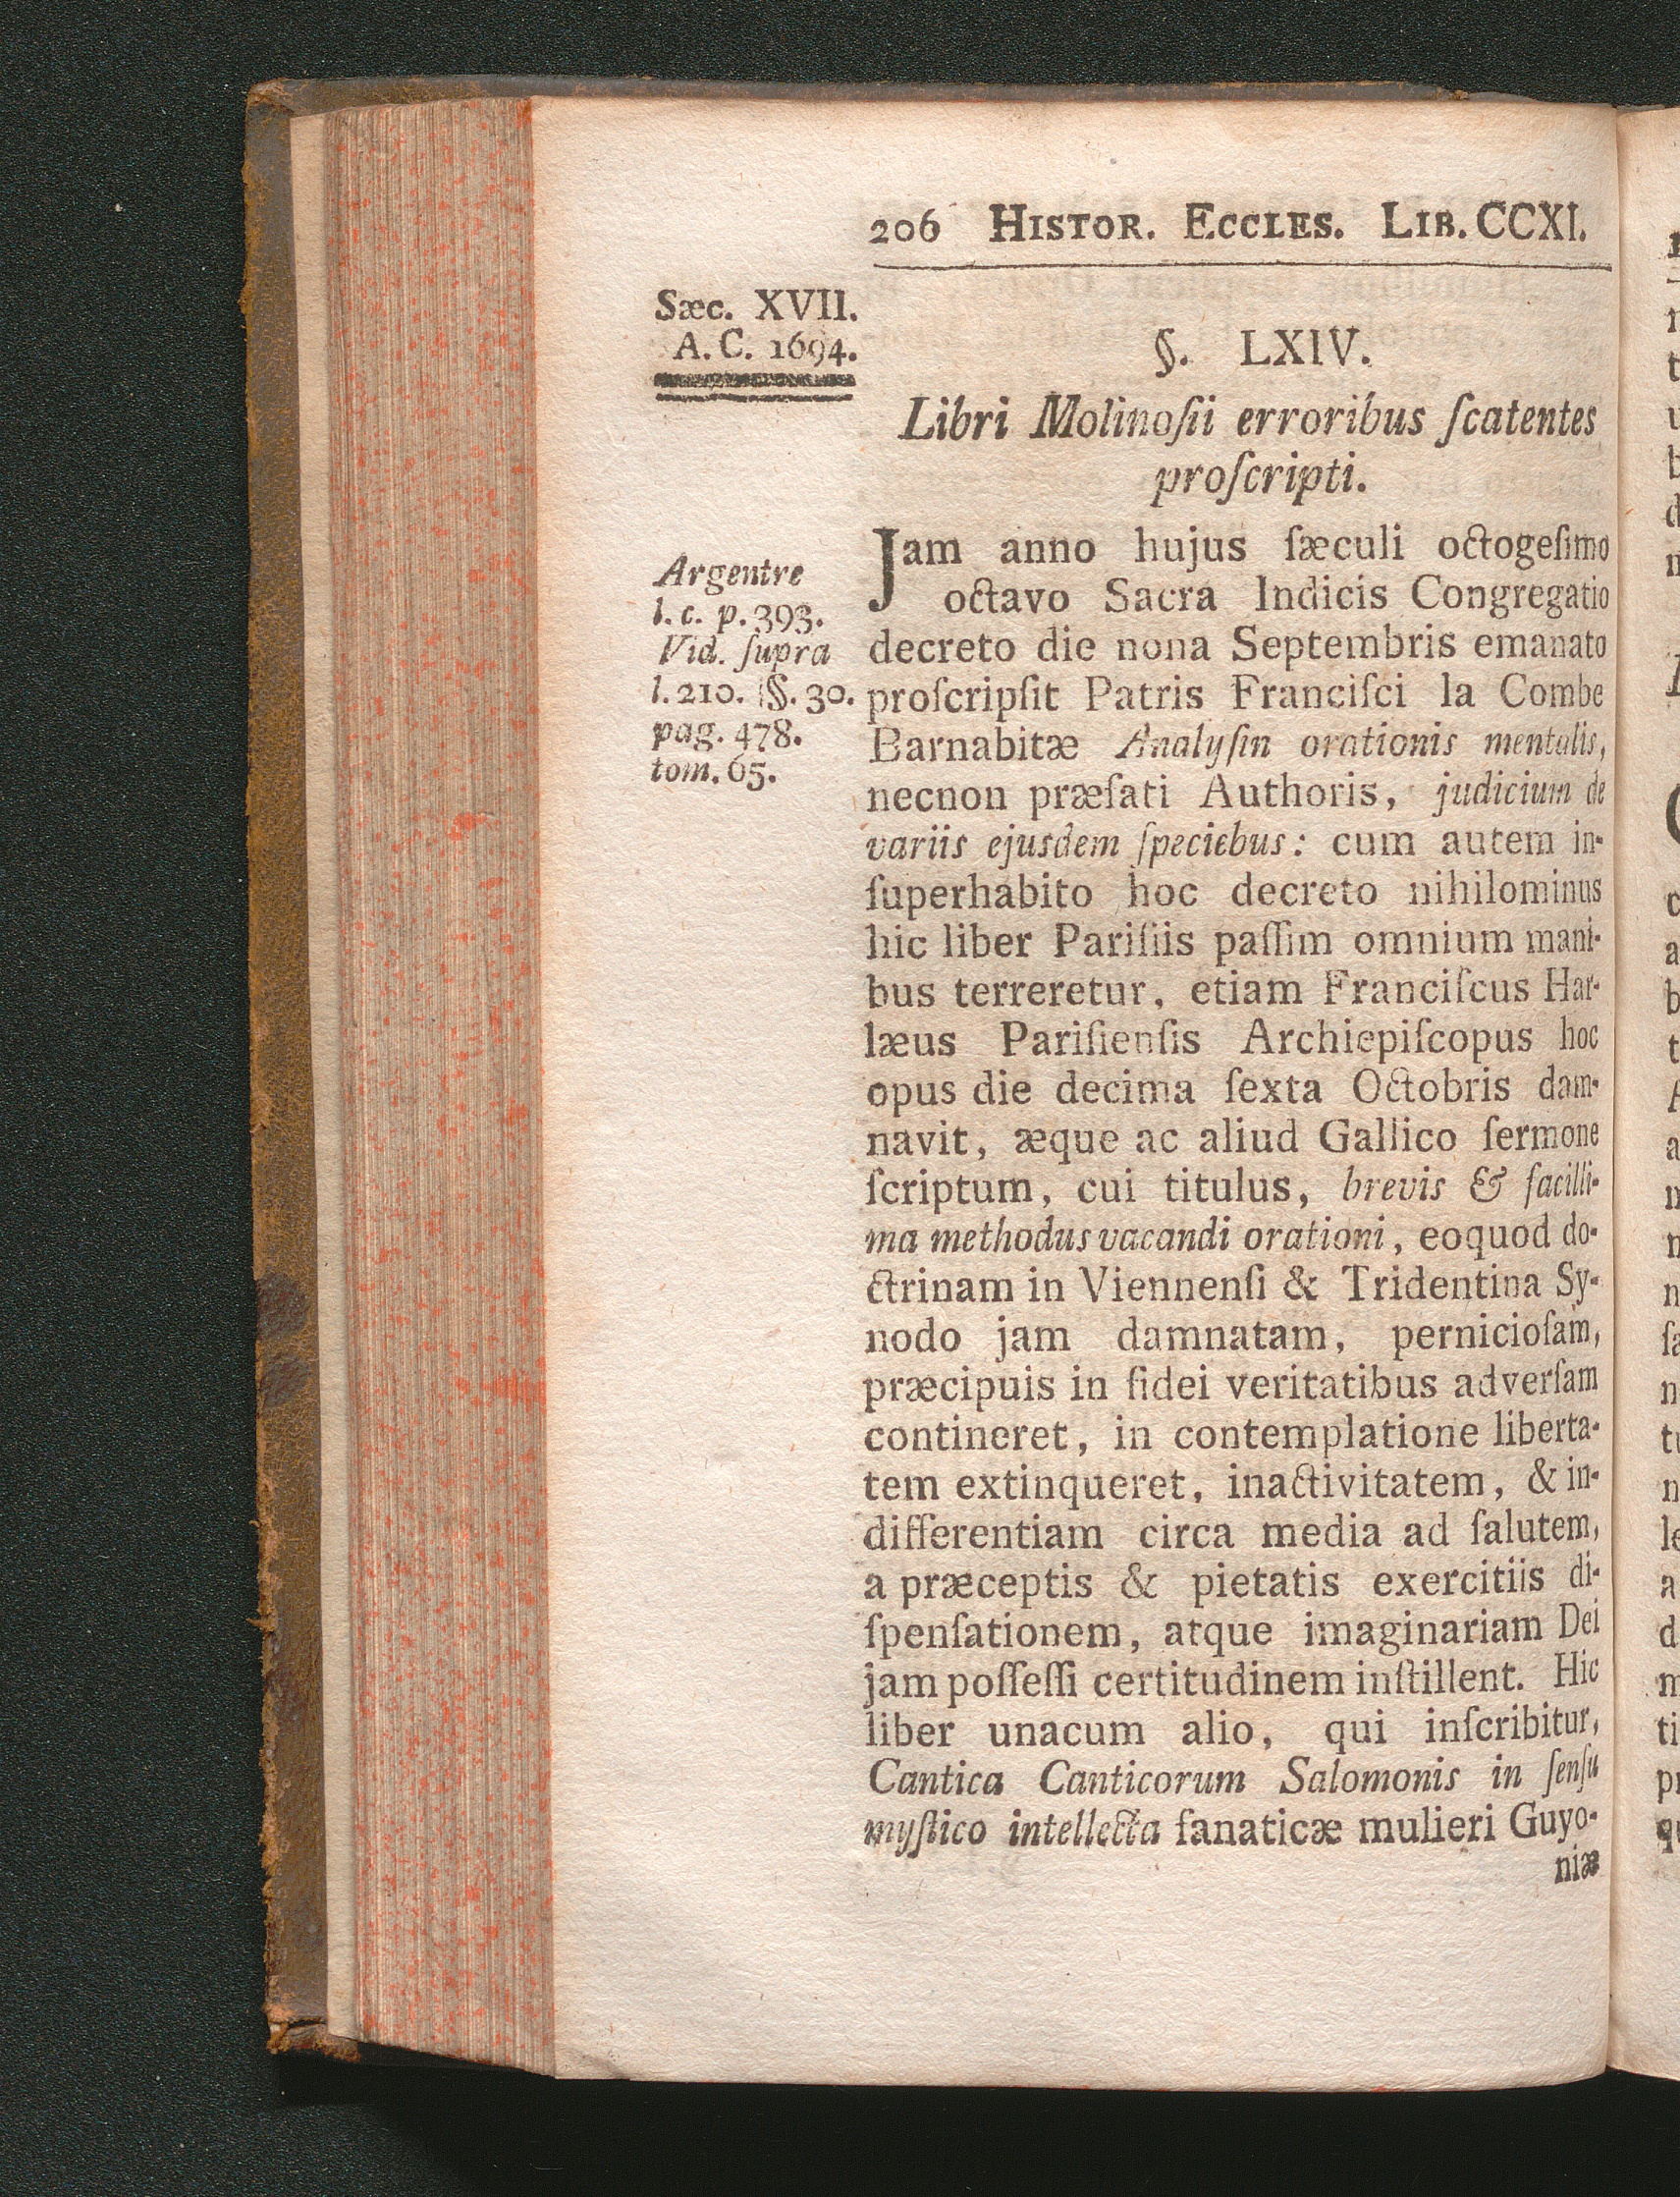 206 HISTOR. ECCLES. LIB. CCXI.
Sæc. XVII.
A. C. 1694.
§. LXIV.
Libri Molinoſii erroribus ſcatentes
proſcripti.
Argentre
l. c. p. 393.
Vid. ſupra
l. 210. §. 30.
pag. 478.
tom. 65.
Jam anno hujus ſæculi octogeſimo
octavo Sacra Indicis Congregatio
decreto die nona Septembris emanato
proſcripſit Patris Franciſci la Combe
Barnabitæ Analyſin orationis mentalis,
necnon præfati Authoris, judicium de
variis ejusdem ſpeciebus: cum autem in-
ſuperhabito hoc decreto nihilominus
hic liber Pariſiis paſſim omnium mani-
bus terreretur, etiam Franciſcus Har-
læus Pariſienſis Archiepiſcopus hoc
opus die decima ſexta Octobris dam-
navit, æque ac aliud Gallico ſermone
ſcriptum, cui titulus, brevis & facilli-
ma methodus vacandi orationi, eoquod do-
ctrinam in Viennenſi & Tridentina Sy-
nodo jam damnatam, pernicioſam,
præcipuis in fidei veritatibus adverſam
contineret, in contemplatione liberta-
tem extinqueret, inactivitatem, & in-
differentiam circa media ad ſalutem,
a præceptis & pietatis exercitiis di-
ſpenſationem, atque imaginariam Dei
jam poſſeſſi certitudinem inſtillent. Hic
liber unacum alio, qui inſcribitur,
Cantica Canticorum Salomonis in ſenſu
myſtico intellecta fanaticæ mulieri Guyo-
niæ